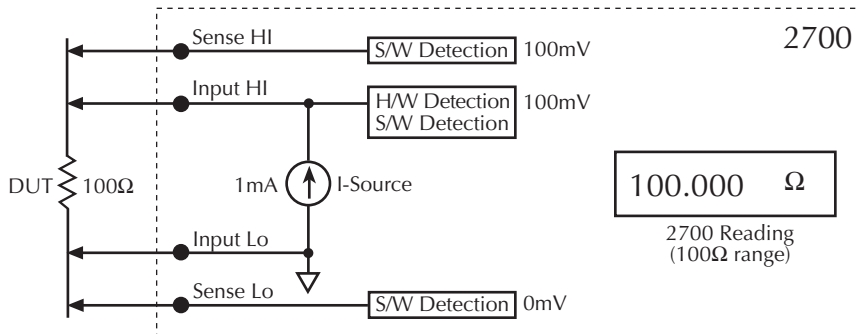 2700
Sense HI
S/W Detection 100mV
Input HI
H/W Detection 100mV
S/W Detection
DUT 100Ω
1mA I-Source
100.000 Ω
2700 Reading
(100Ω range)
Input Lo
Sense Lo
S/W Detection 0mV